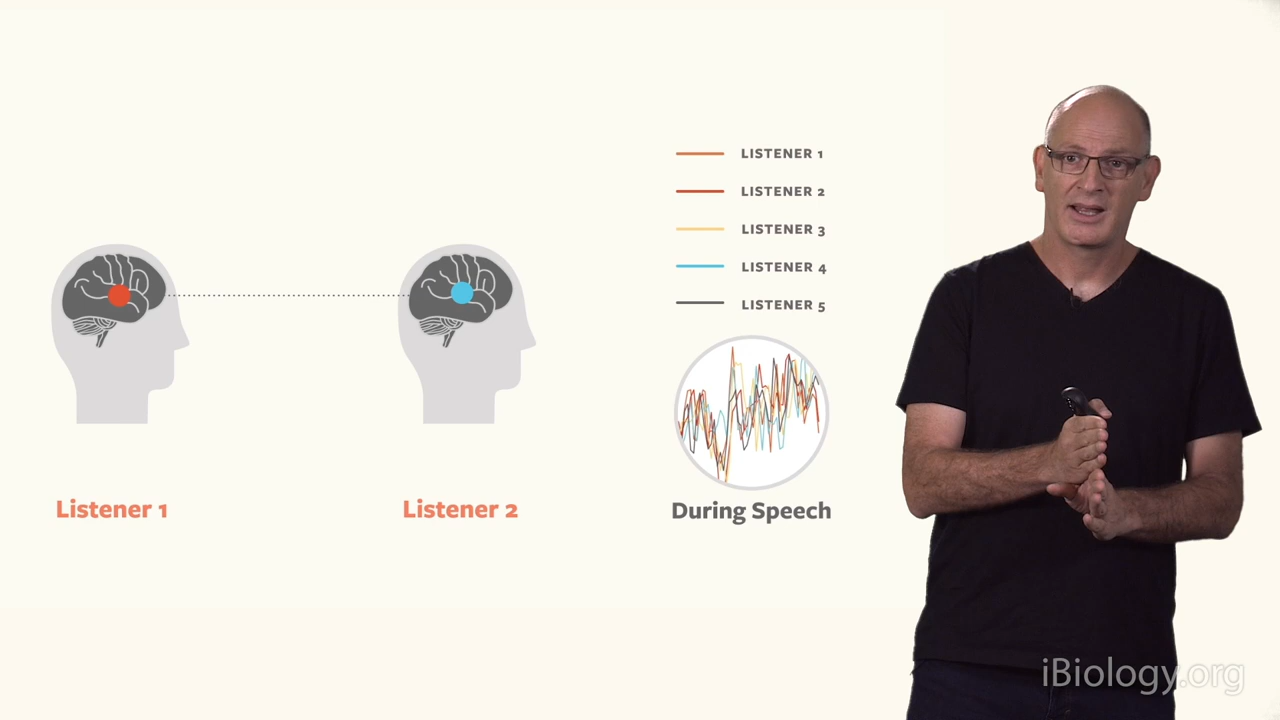 LISTENER 1
LISTENER 2
LISTENER 3
LISTENER 4
LISTENER 5
Listener 1
Listener 2
During Speech
iBiology.org